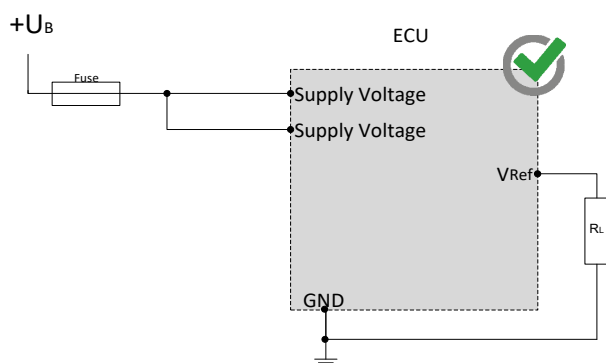 +UB
ECU
Fuse
Supply Voltage
Supply Voltage
VRef
RL
GND